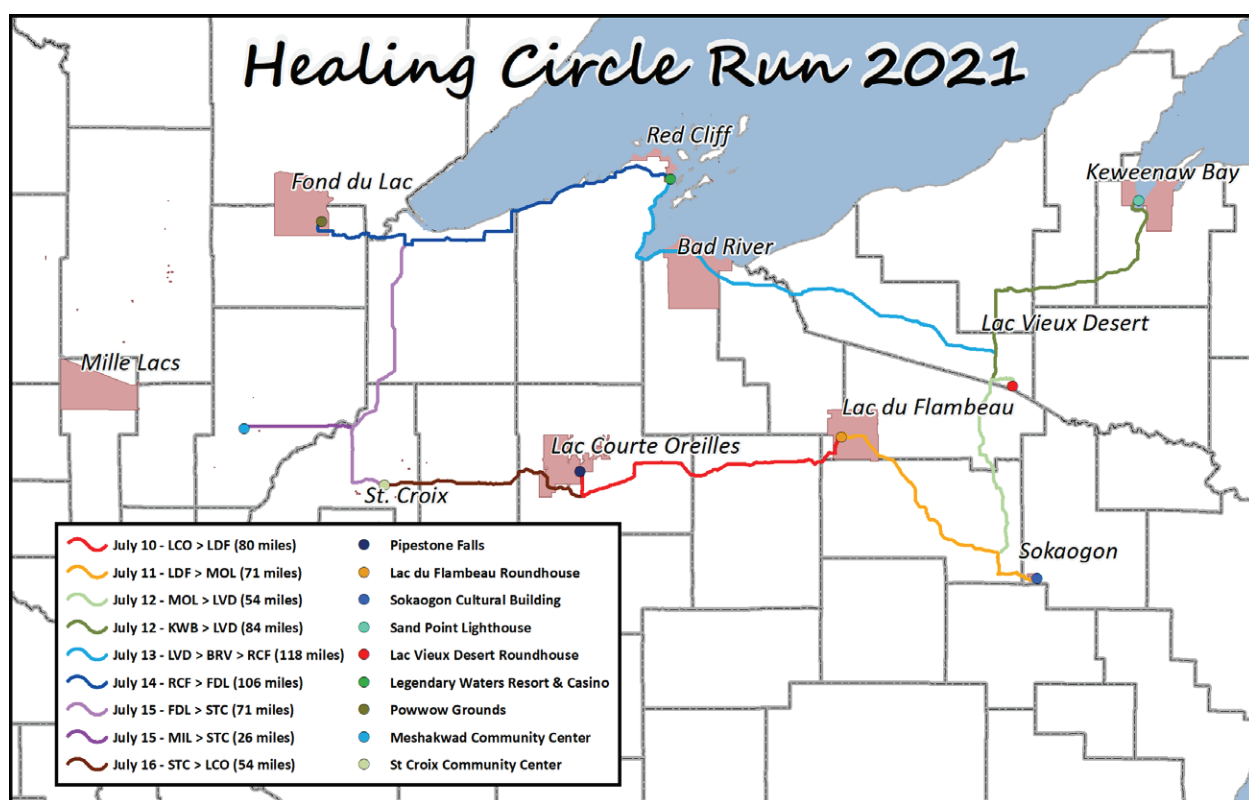 Healing Circle Run 2021
Red Cliff
Fond du Lac
Keweenaw Bay
Bad River
Lac Vieux Desert
Mille Lacs
Lac du Flambeau
Lac Courte Oreilles
St. Croix
Sokaogon
July 10 - LCO > LDF (80 miles)
July 11 - LDF > MOL (71 miles)
July 12 - MOL > LVD (54 miles)
July 12 - KWB > LVD (84 miles)
July 13 - LVD > BRV > RCF (118 miles)
July 14 - RCF > FDL (106 miles)
July 15 - FDL > STC (71 miles)
July 15 - MIL > STC (26 miles)
July 16 - STC > LCO (54 miles)
Pipestone Falls
Lac du Flambeau Roundhouse
Sokaogon Cultural Building
Sand Point Lighthouse
Lac Vieux Desert Roundhouse
Legendary Waters Resort & Casino
Powwow Grounds
Meshakwad Community Center
St Croix Community Center